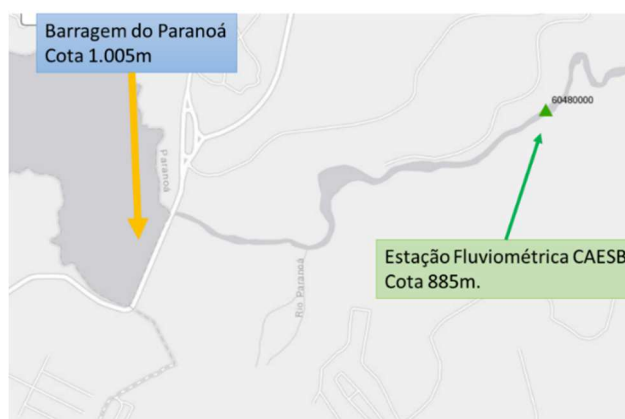 Barragem do Paranoá
Cota 1.005m
60480000
Paranoá
Estação Fluviométrica CAESB
Cota 885m.
Rio Paranoá